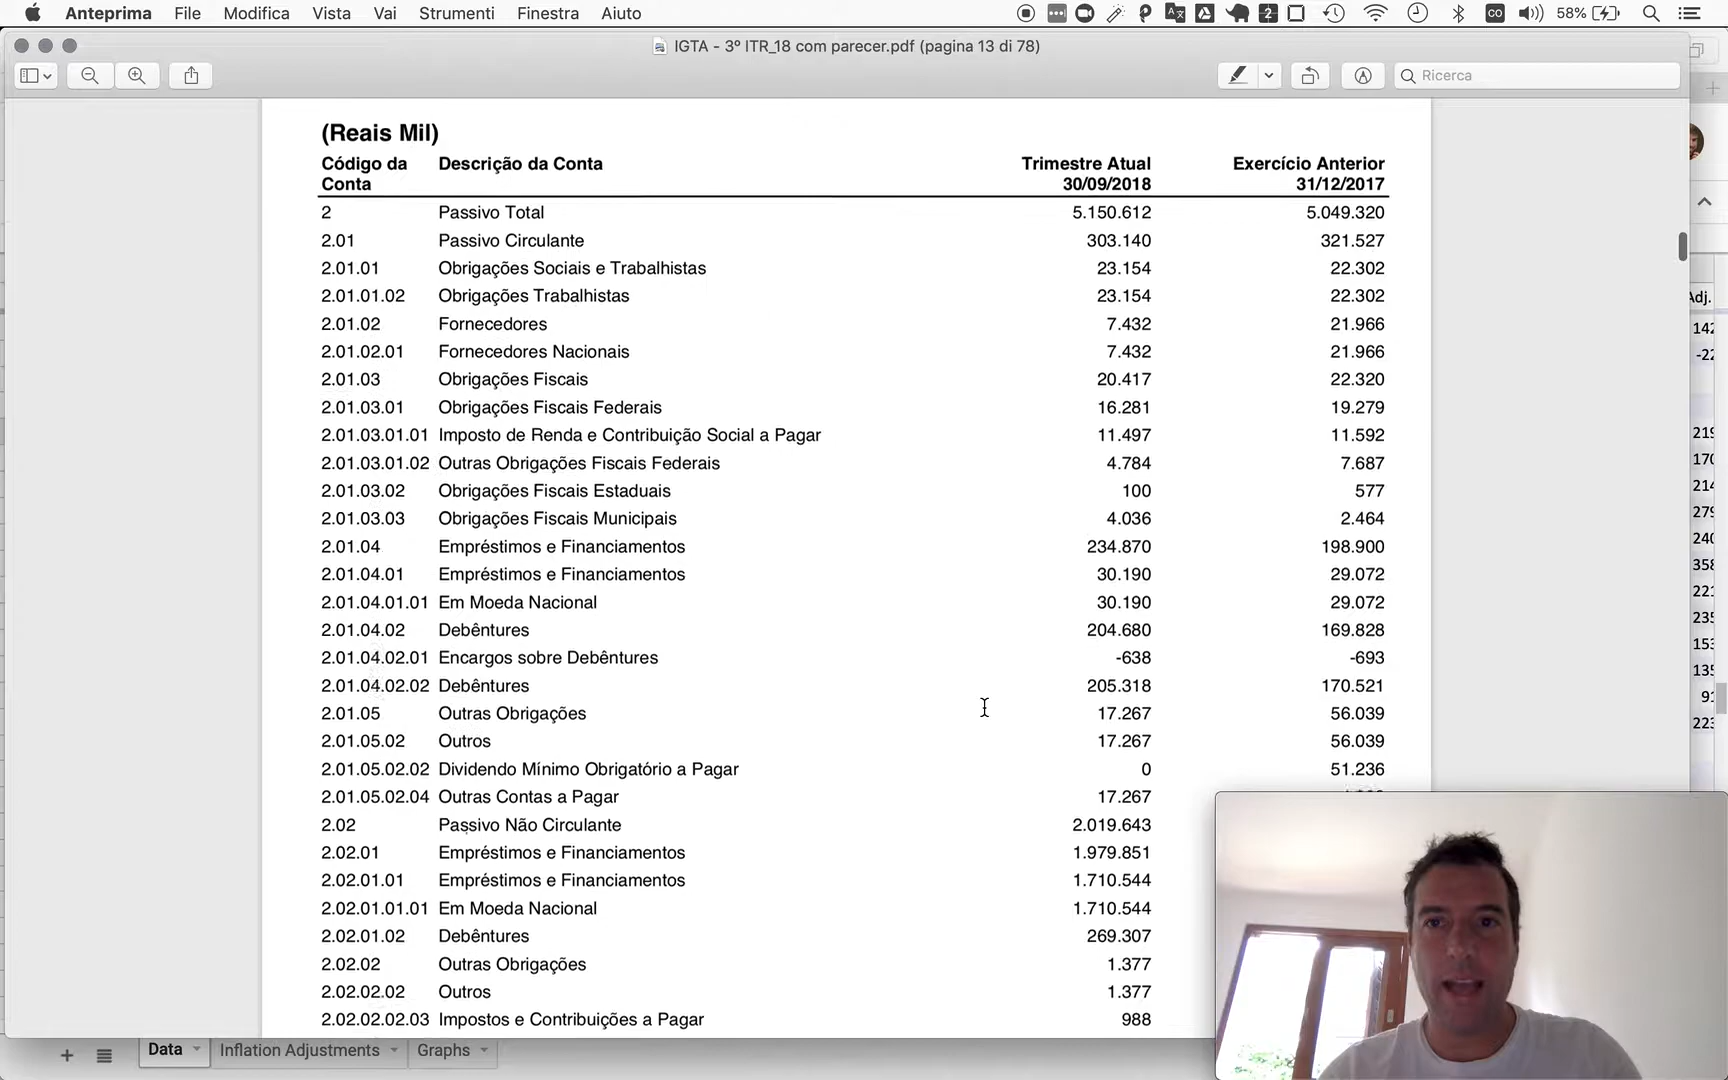 Anteprima File Modifica Vista Vai Strumenti Finestra Aiuto 2 CO 58%
IGTA - 3º ITR_18 com parecer.pdf (pagina 13 di 78)
Ricerca
(Reais Mil)
Código da Conta Descrição da Conta Trimestre Atual 30/09/2018 Exercício Anterior 31/12/2017
2 Passivo Total 5.150.612 5.049.320
2.01 Passivo Circulante 303.140 321.527
2.01.01 Obrigações Sociais e Trabalhistas 23.154 22.302
2.01.01.02 Obrigações Trabalhistas 23.154 22.302
2.01.02 Fornecedores 7.432 21.966
2.01.02.01 Fornecedores Nacionais 7.432 21.966
2.01.03 Obrigações Fiscais 20.417 22.320
2.01.03.01 Obrigações Fiscais Federais 16.281 19.279
2.01.03.01.01 Imposto de Renda e Contribuição Social a Pagar 11.497 11.592
2.01.03.01.02 Outras Obrigações Fiscais Federais 4.784 7.687
2.01.03.02 Obrigações Fiscais Estaduais 100 577
2.01.03.03 Obrigações Fiscais Municipais 4.036 2.464
2.01.04 Empréstimos e Financiamentos 234.870 198.900
2.01.04.01 Empréstimos e Financiamentos 30.190 29.072
2.01.04.01.01 Em Moeda Nacional 30.190 29.072
2.01.04.02 Debêntures 204.680 169.828
2.01.04.02.01 Encargos sobre Debêntures -638 -693
2.01.04.02.02 Debêntures 205.318 170.521
2.01.05 Outras Obrigações 17.267 56.039
2.01.05.02 Outros 17.267 56.039
2.01.05.02.02 Dividendo Mínimo Obrigatório a Pagar 0 51.236
2.01.05.02.04 Outras Contas a Pagar 17.267
2.02 Passivo Não Circulante 2.019.643
2.02.01 Empréstimos e Financiamentos 1.979.851
2.02.01.01 Empréstimos e Financiamentos 1.710.544
2.02.01.01.01 Em Moeda Nacional 1.710.544
2.02.01.02 Debêntures 269.307
2.02.02 Outras Obrigações 1.377
2.02.02.02 Outros 1.377
2.02.02.02.03 Impostos e Contribuições a Pagar 988
Adj.
142
-22
219
170
214
279
240
358
221
235
153
135
91
223
+ Data Inflation Adjustments Graphs